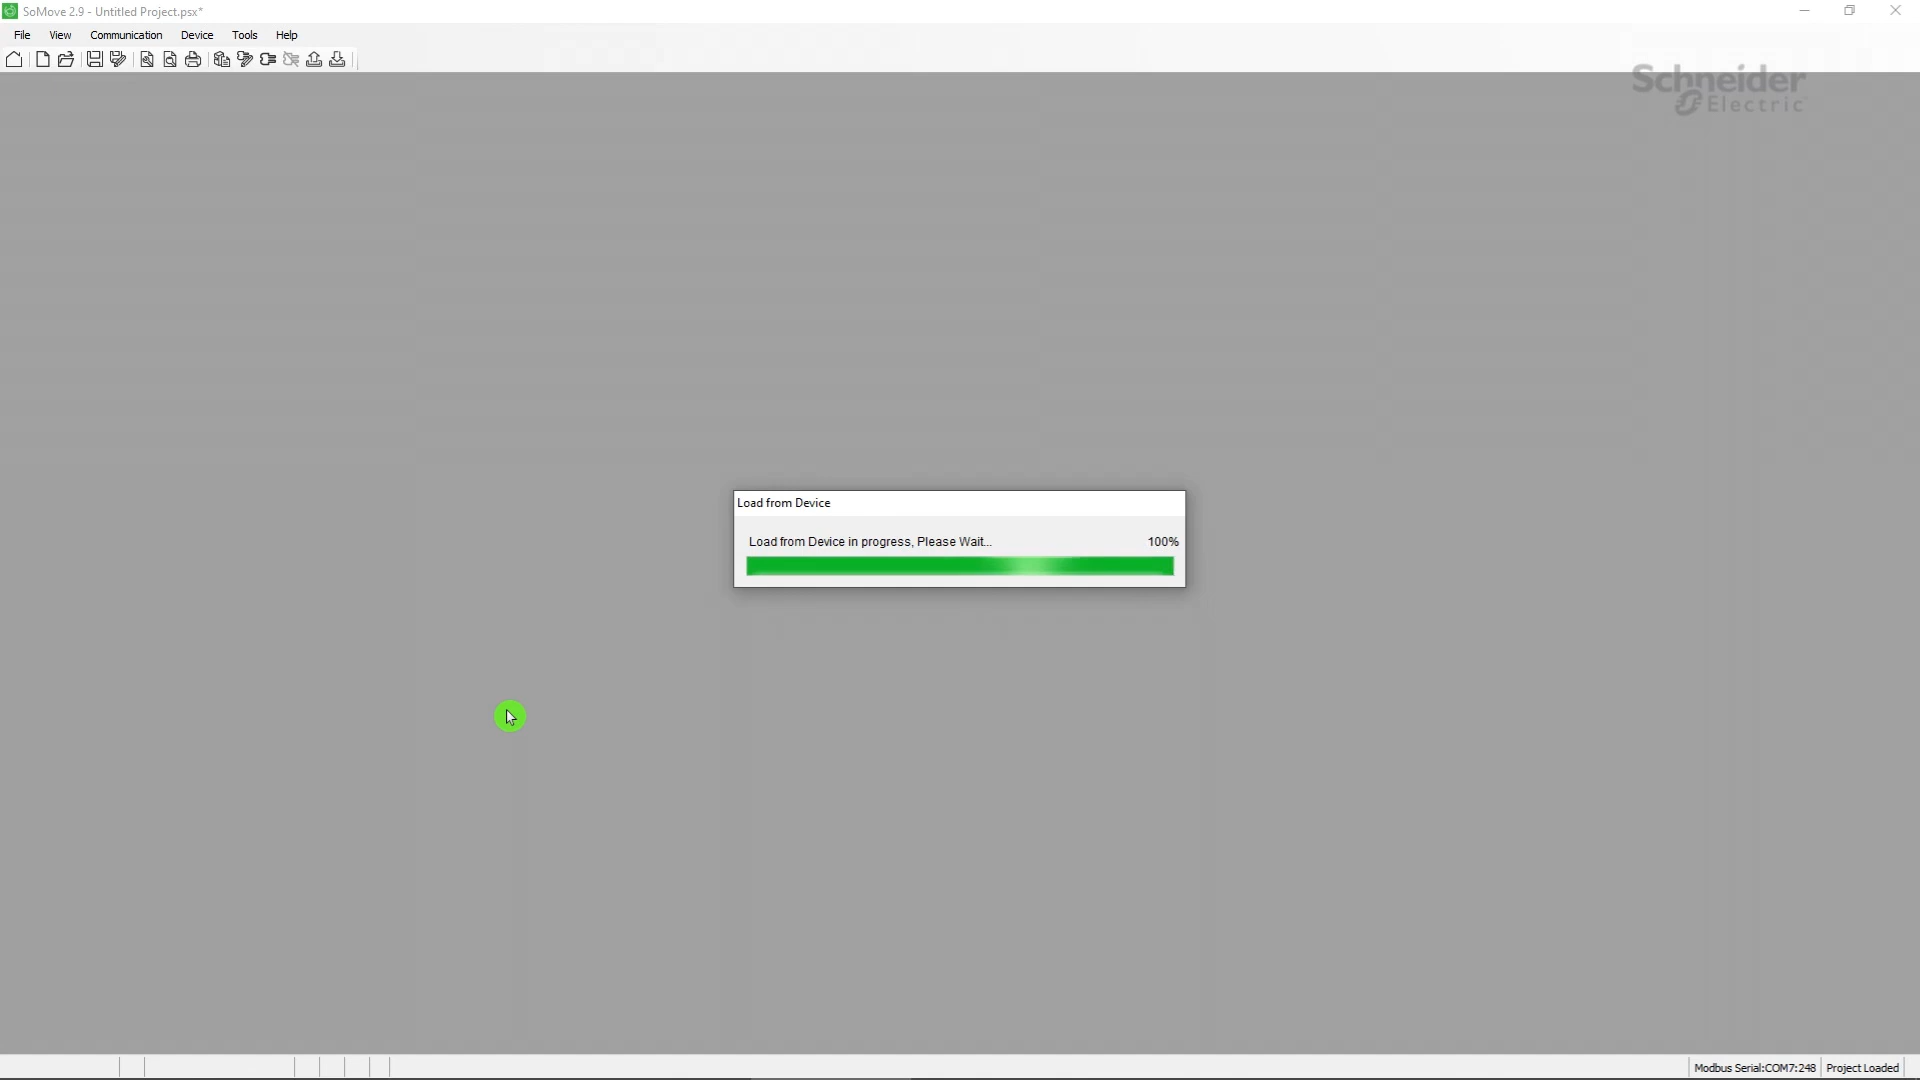 SoMove 2.9 - Untitled Project.psx*
File View Communication Device Tools Help
Schneider
Electric
Load from Device
Load from Device in progress, Please Wait... 100%
Modbus Serial:COM7:248 Project Loaded